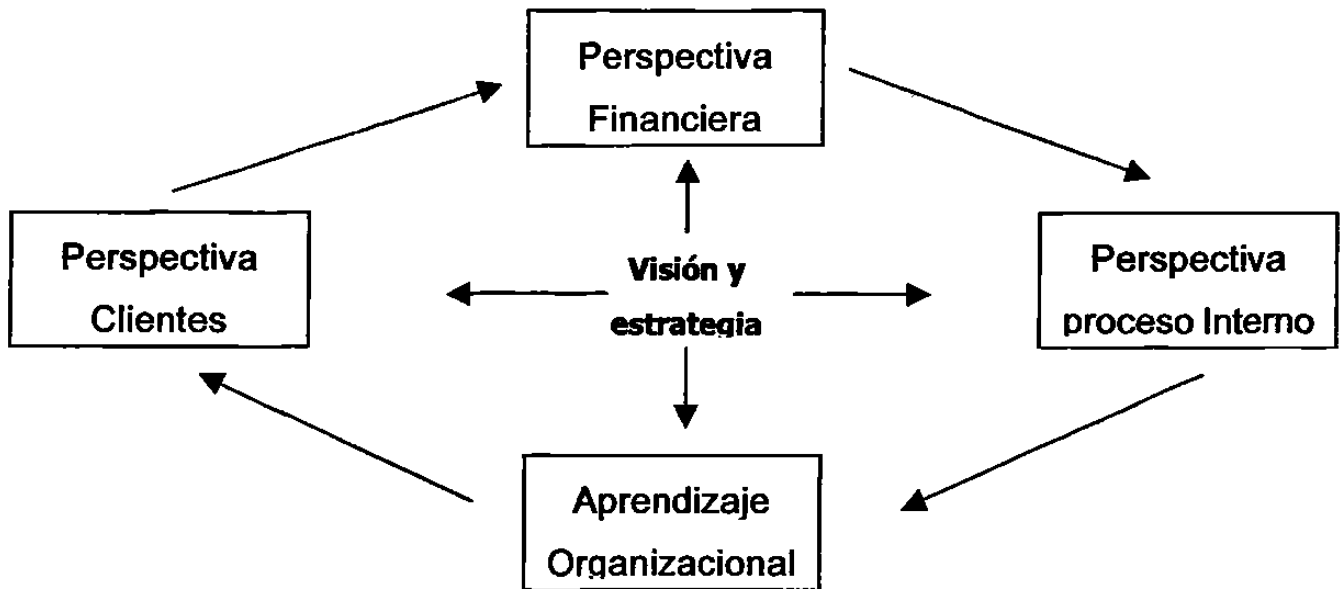 Perspectiva
Financiera
Perspectiva
Clientes
Visión y
estrategia
Perspectiva
proceso Interno
Aprendizaje
Organizacional